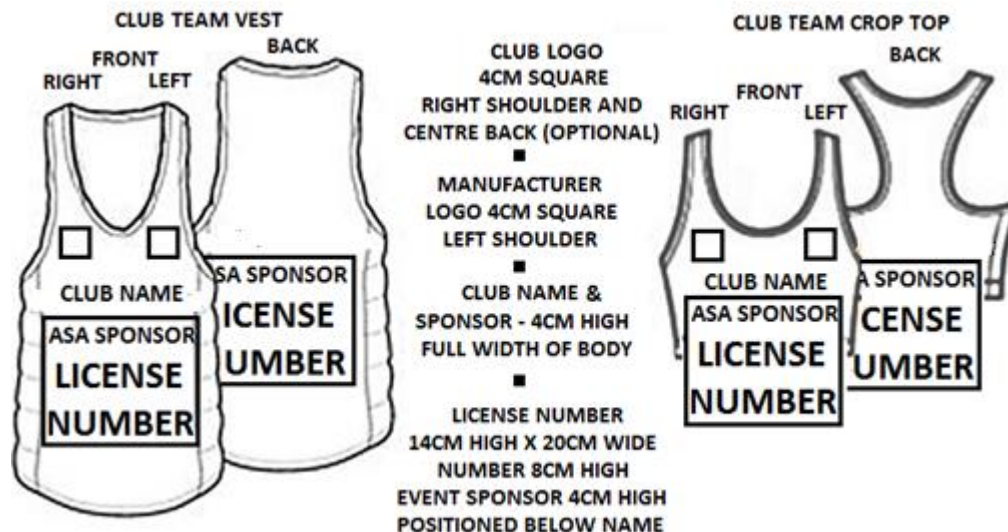 CLUB TEAM VEST
FRONT
BACK
RIGHT
LEFT
CLUB NAME
ASA SPONSOR
LICENSE
NUMBER
SA SPONSOR
ICENSE
UMBER
CLUB LOGO
4CM SQUARE
RIGHT SHOULDER AND
CENTRE BACK (OPTIONAL)
MANUFACTURER
LOGO 4CM SQUARE
LEFT SHOULDER
CLUB NAME &
SPONSOR - 4CM HIGH
FULL WIDTH OF BODY
LICENSE NUMBER
14CM HIGH X 20CM WIDE
NUMBER 8CM HIGH
EVENT SPONSOR 4CM HIGH
POSITIONED BELOW NAME
CLUB TEAM CROP TOP
BACK
FRONT
RIGHT
LEFT
CLUB NAME
ASA SPONSOR
LICENSE
NUMBER
A SPONSOR
CENSE
UMBER